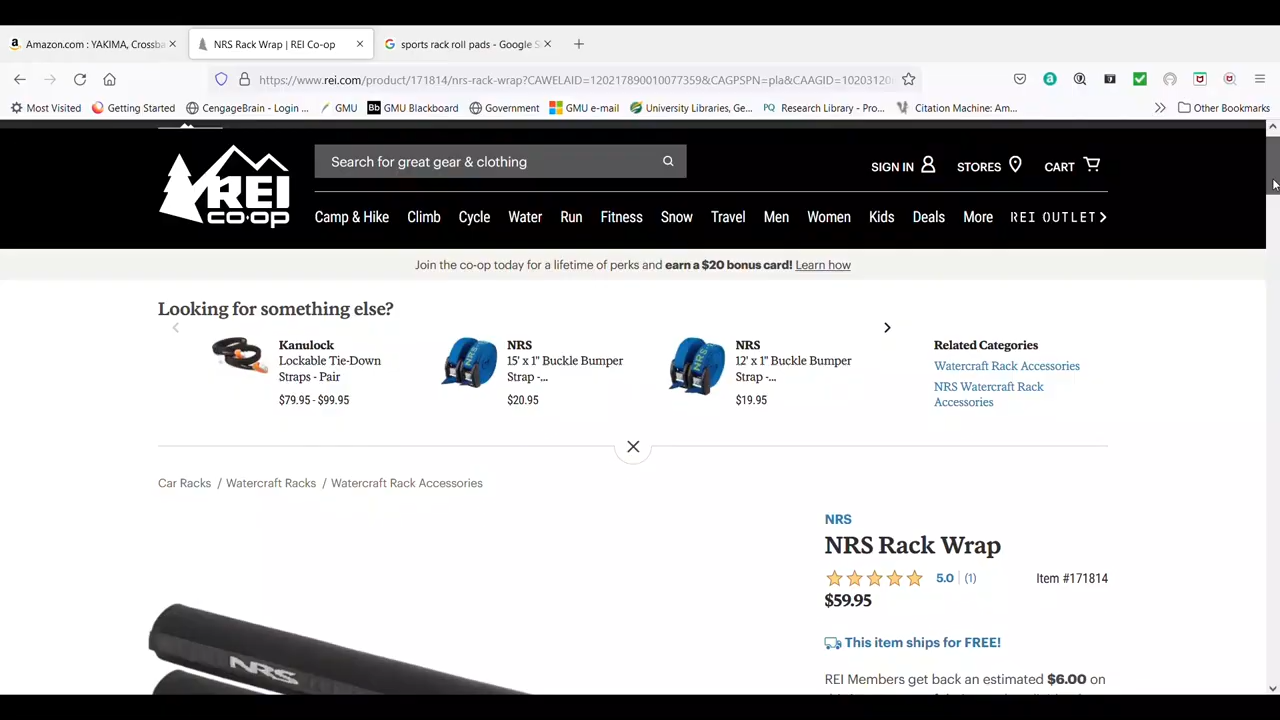 Amazon.com : YAKIMA, Crossba
NRS Rack Wrap | REI Co-op
sports rack roll pads - Google S
https://www.rei.com/product/171814/nrs-rack-wrap?CAWELAID=120217890010077359&CAGPSPN=pla&CAAGID=10203120
Most Visited
Getting Started
CengageBrain - Login ...
GMU
Bb GMU Blackboard
Government
GMU e-mail
University Libraries, Ge...
PQ Research Library - Pro...
Citation Machine: Am...
Other Bookmarks
REI
CO·OP
Search for great gear & clothing
SIGN IN
STORES
CART
Camp & Hike Climb Cycle Water Run Fitness Snow Travel Men Women Kids Deals More REI OUTLET
Join the co-op today for a lifetime of perks and earn a $20 bonus card! Learn how
Looking for something else?
Kanulock
Lockable Tie-Down
Straps - Pair
$79.95 - $99.95
NRS
15' x 1" Buckle Bumper
Strap -...
$20.95
NRS
12' x 1" Buckle Bumper
Strap -...
$19.95
Related Categories
Watercraft Rack Accessories
NRS Watercraft Rack
Accessories
Car Racks / Watercraft Racks / Watercraft Rack Accessories
NRS
NRS Rack Wrap
5.0 (1)
Item #171814
$59.95
This item ships for FREE!
REI Members get back an estimated $6.00 on
NRS